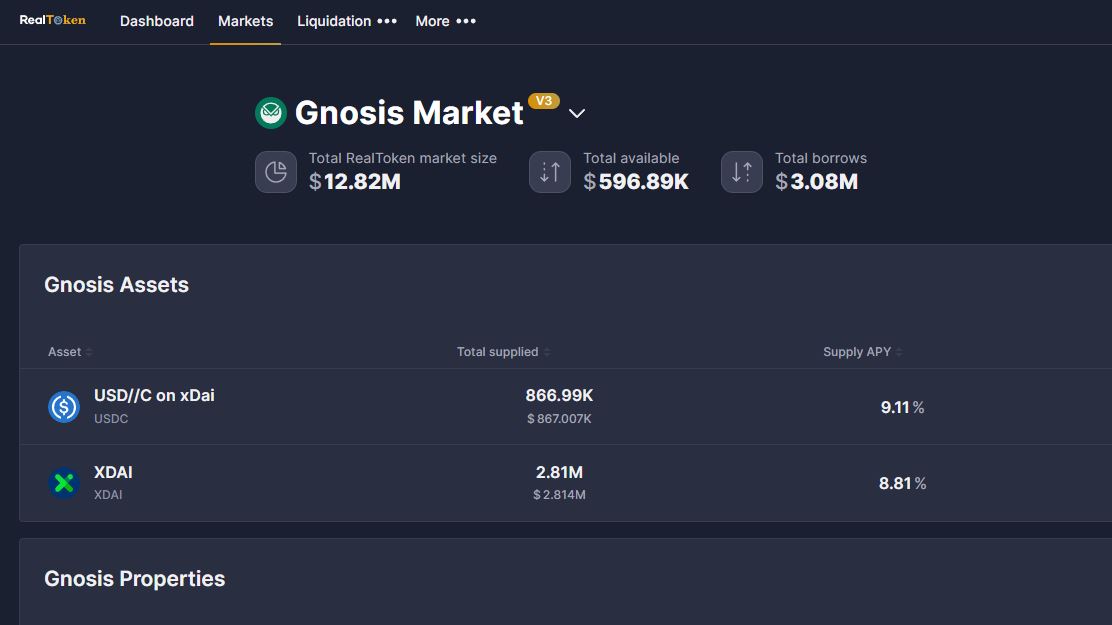 RealToken Dashboard Markets Liquidation ••• More •••
Gnosis Market V3
Total RealToken market size Total available Total borrows
$12.82M $596.89K $3.08M
Gnosis Assets
Asset Total supplied Supply APY
USD//C on xDai 866.99K 9.11 %
USDC $ 867.007K
XDAI 2.81M 8.81 %
XDAI $ 2.814M
Gnosis Properties